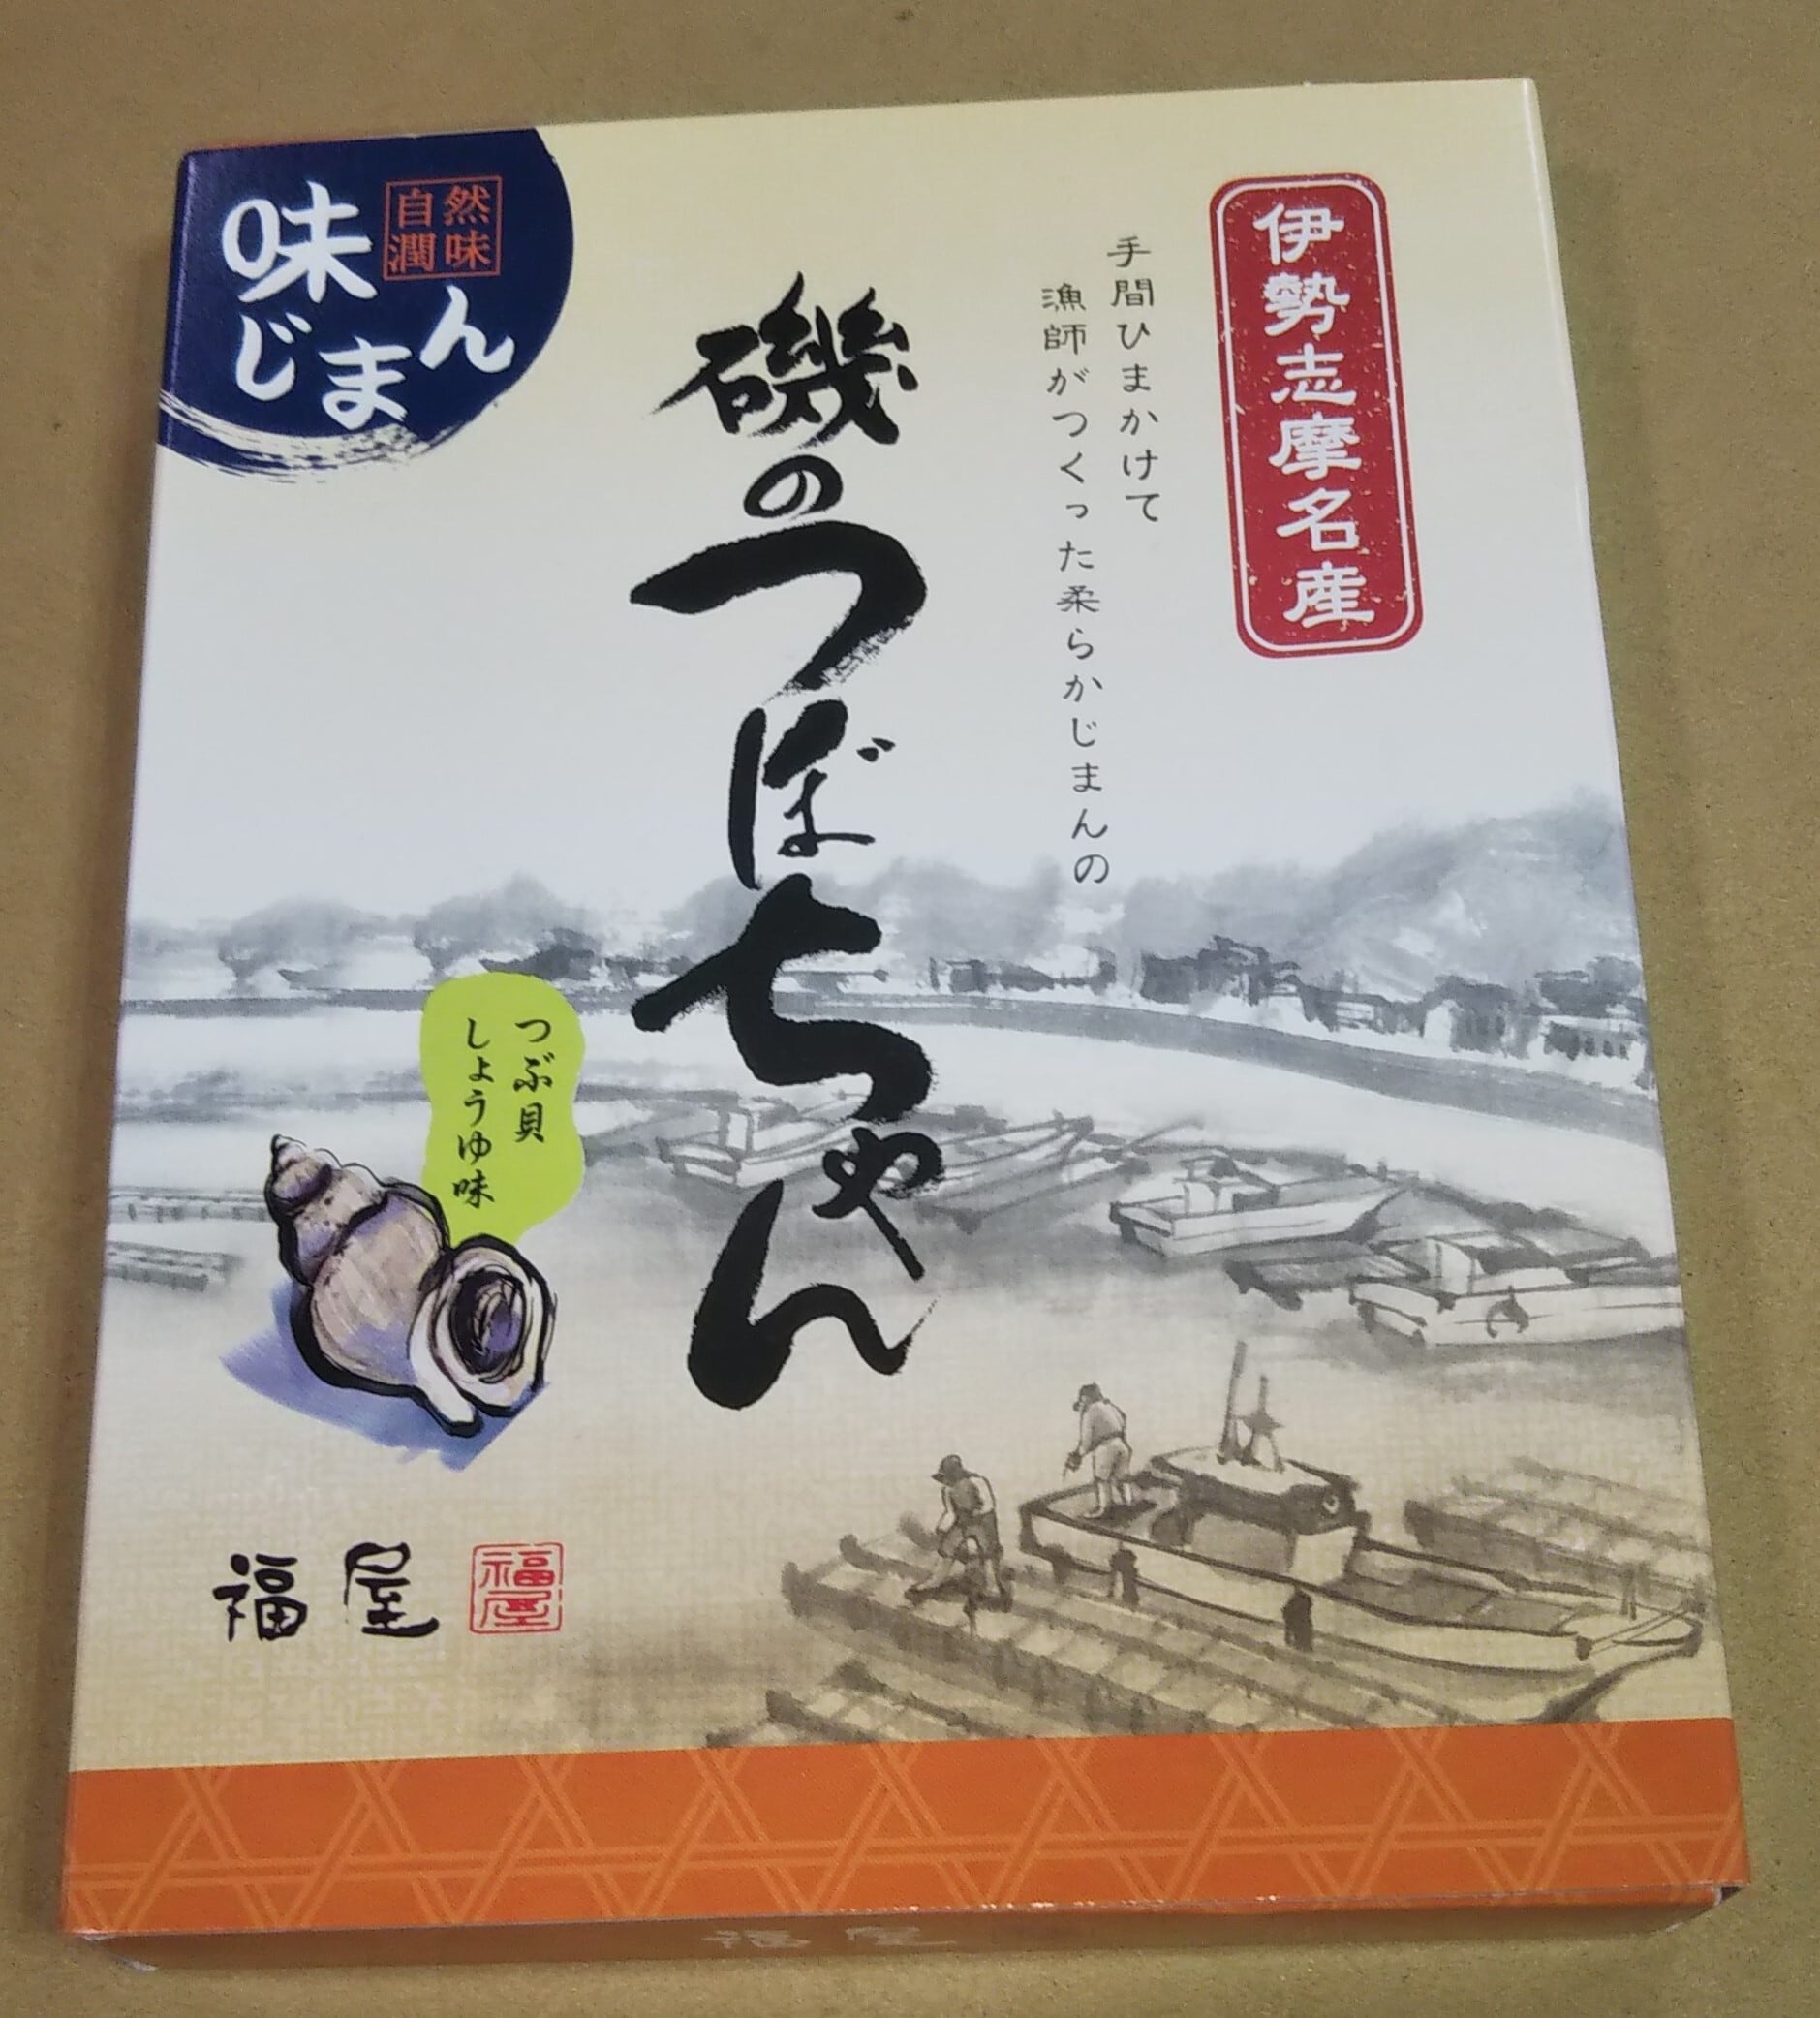 伊勢志摩名産
手間ひまかけて
漁師がつくった柔らかじまんの
磯のつぼちゃん
味じまん
自然
潤味
つぶ貝
しょうゆ味
福屋
福屋
福屋